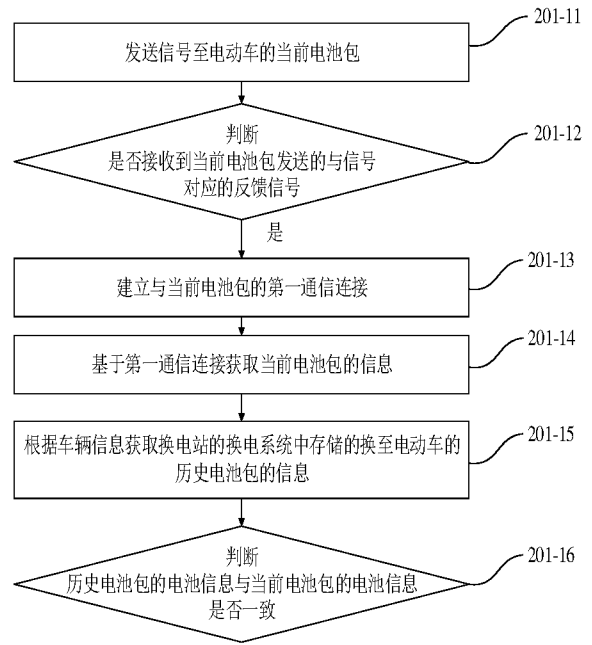 201-11
发送信号至电动车的当前电池包
201-12
判断
是否接收到当前电池包发送的与信号
对应的反馈信号
是
201-13
建立与当前电池包的第一通信连接
201-14
基于第一通信连接获取当前电池包的信息
201-15
根据车辆信息获取换电站的换电系统中存储的换至电动车的
历史电池包的信息
201-16
判断
历史电池包的电池信息与当前电池包的电池信息
是否一致